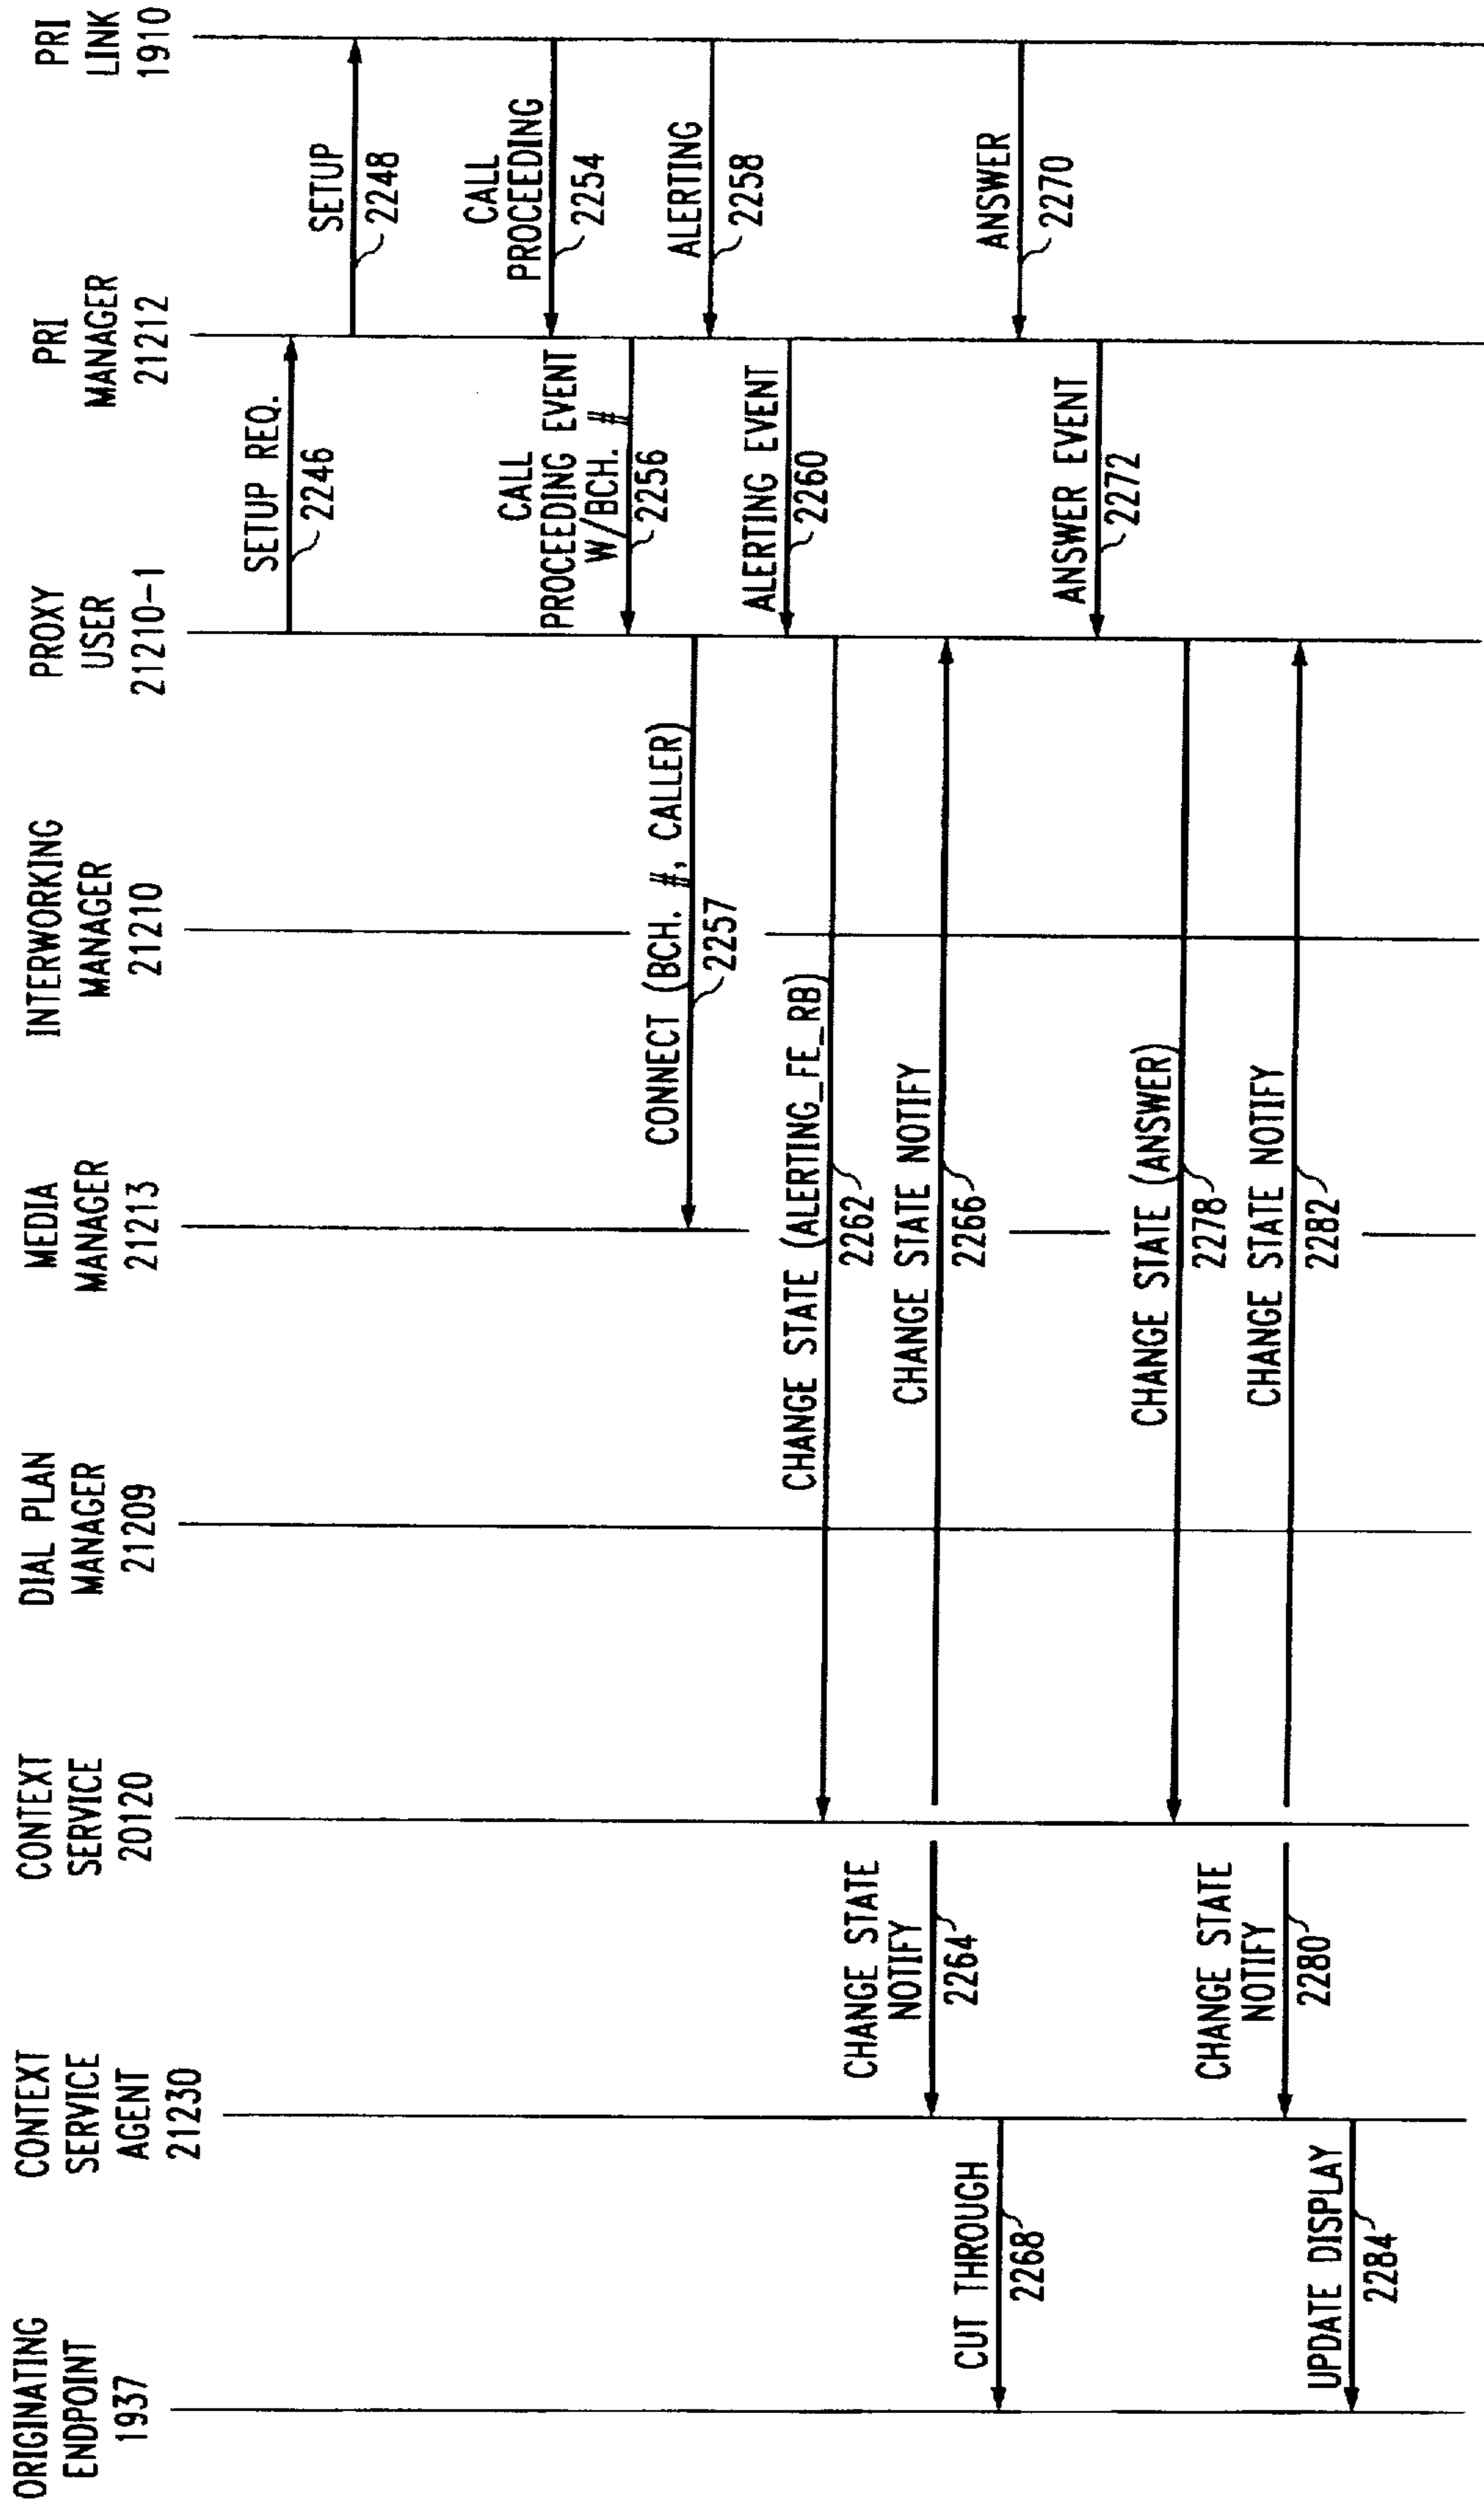 ORIGINATING
ENDPOINT
1937
CONTEXT
SERVICE
AGENT
21230
CONTEXT
SERVICE
20120
DIAL PLAN
MANAGER
21209
MEDIA
MANAGER
21213
INTERWORKING
MANAGER
21210
PROXY
USER
21210-1
PRI
MANAGER
21212
PRI
LINK
1910
SETUP REQ.
2246
SETUP
2248
CALL
PROCEEDING
2254
CALL
PROCEEDING EVENT
W/BCH. #
2256
CONNECT (BCH. #, CALLER)
2257
ALERTING
2258
ALERTING EVENT
2260
CHANGE STATE (ALERTING_FE_RB)
2262
CHANGE STATE
NOTIFY
2264
CHANGE STATE NOTIFY
2266
CUT THROUGH
2268
ANSWER
2270
ANSWER EVENT
2272
CHANGE STATE (ANSWER)
2278
CHANGE STATE
NOTIFY
2280
CHANGE STATE NOTIFY
2282
UPDATE DISPLAY
2284